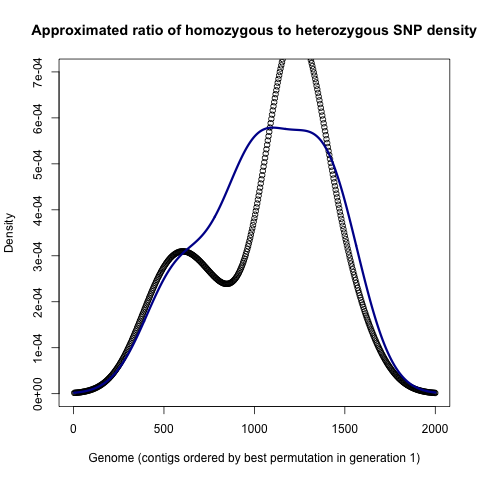 Approximated ratio of homozygous to heterozygous SNP density
7e-04
6e-04
5e-04
4e-04
3e-04
2e-04
1e-04
0e+00
Density
0 500 1000 1500 2000
Genome (contigs ordered by best permutation in generation 1)